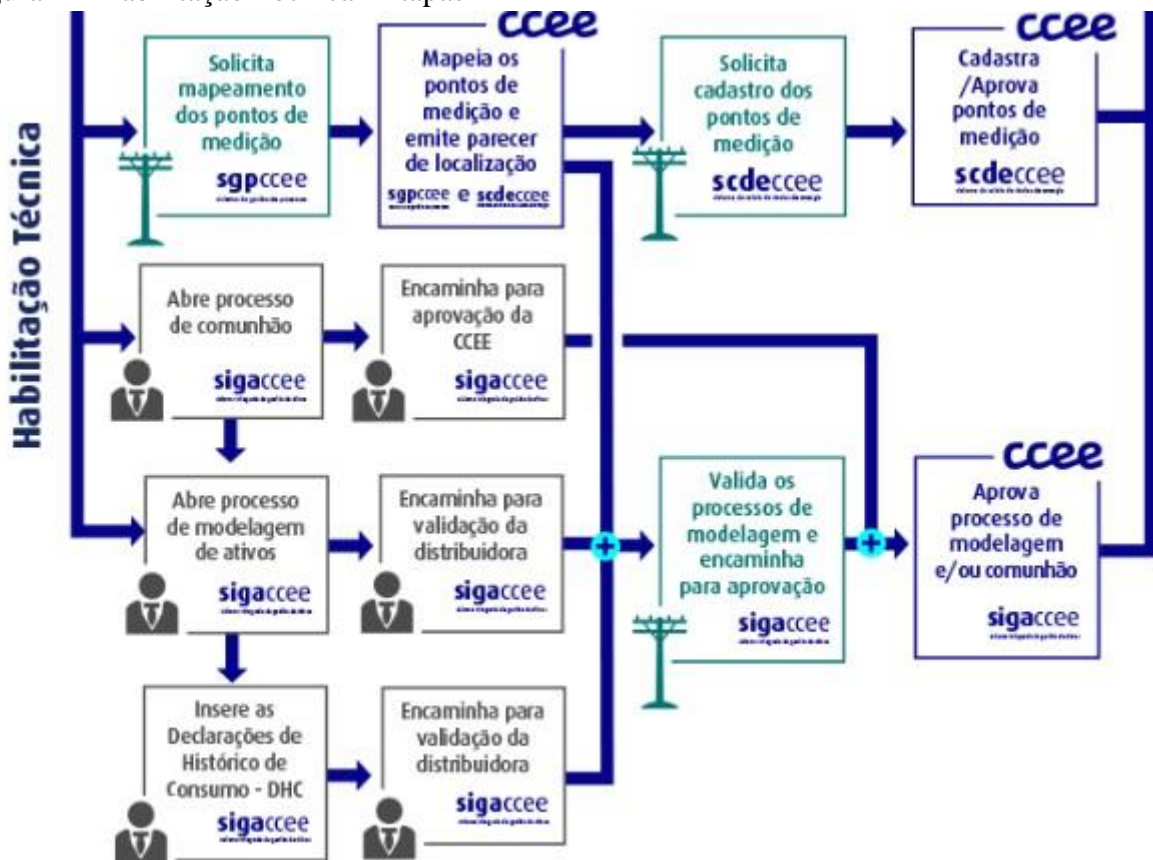 Habilitação Técnica
Solicita
mapeamento
dos pontos de
medição
sgpccee
ccee
Mapeia os
pontos de
medição e
emite parecer
de localização
sgpccee e scdeccee
Solicita
cadastro dos
pontos de
medição
scdeccee
ccee
Cadastra
/Aprova
pontos de
medição
scdeccee
Abre processo
de comunhão
sigaccee
Encaminha para
aprovação da
CCEE
sigaccee
Abre processo
de modelagem
de ativos
sigaccee
Encaminha para
validação da
distribuidora
sigaccee
Valida os
processos de
modelagem e
encaminha
para aprovação
sigaccee
ccee
Aprova
processo de
modelagem
e/ou comunhão
sigaccee
Insere as
Declarações de
Histórico de
Consumo - DHC
sigaccee
Encaminha para
validação da
distribuidora
sigaccee